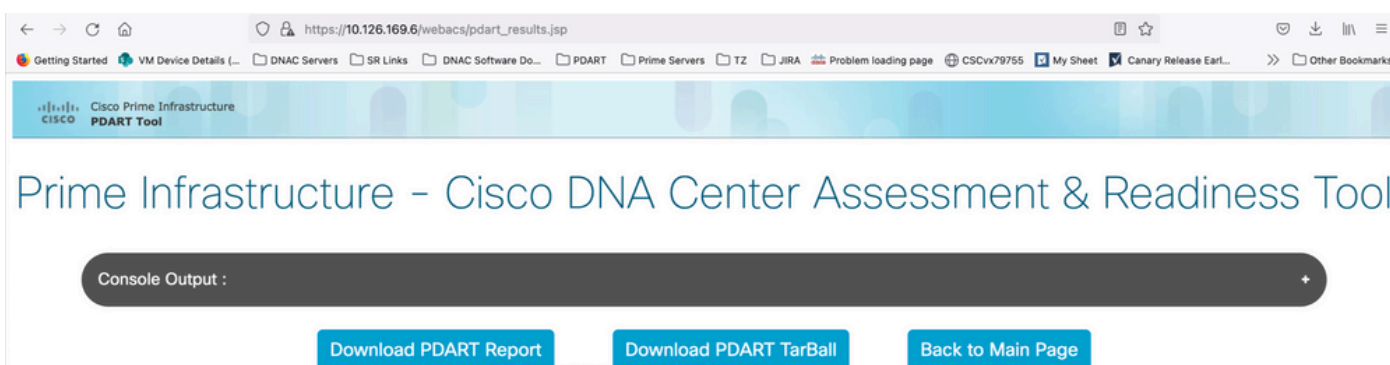 https://10.126.169.6/webacs/pdart_results.jsp
Getting Started VM Device Details (... DNAC Servers SR Links DNAC Software Do... PDART Prime Servers TZ JIRA Problem loading page CSCvx79755 My Sheet Canary Release Earl... Other Bookmarks
CISCO
Cisco Prime Infrastructure
PDART Tool
Prime Infrastructure - Cisco DNA Center Assessment & Readiness Tool
Console Output : +
Download PDART Report Download PDART TarBall Back to Main Page